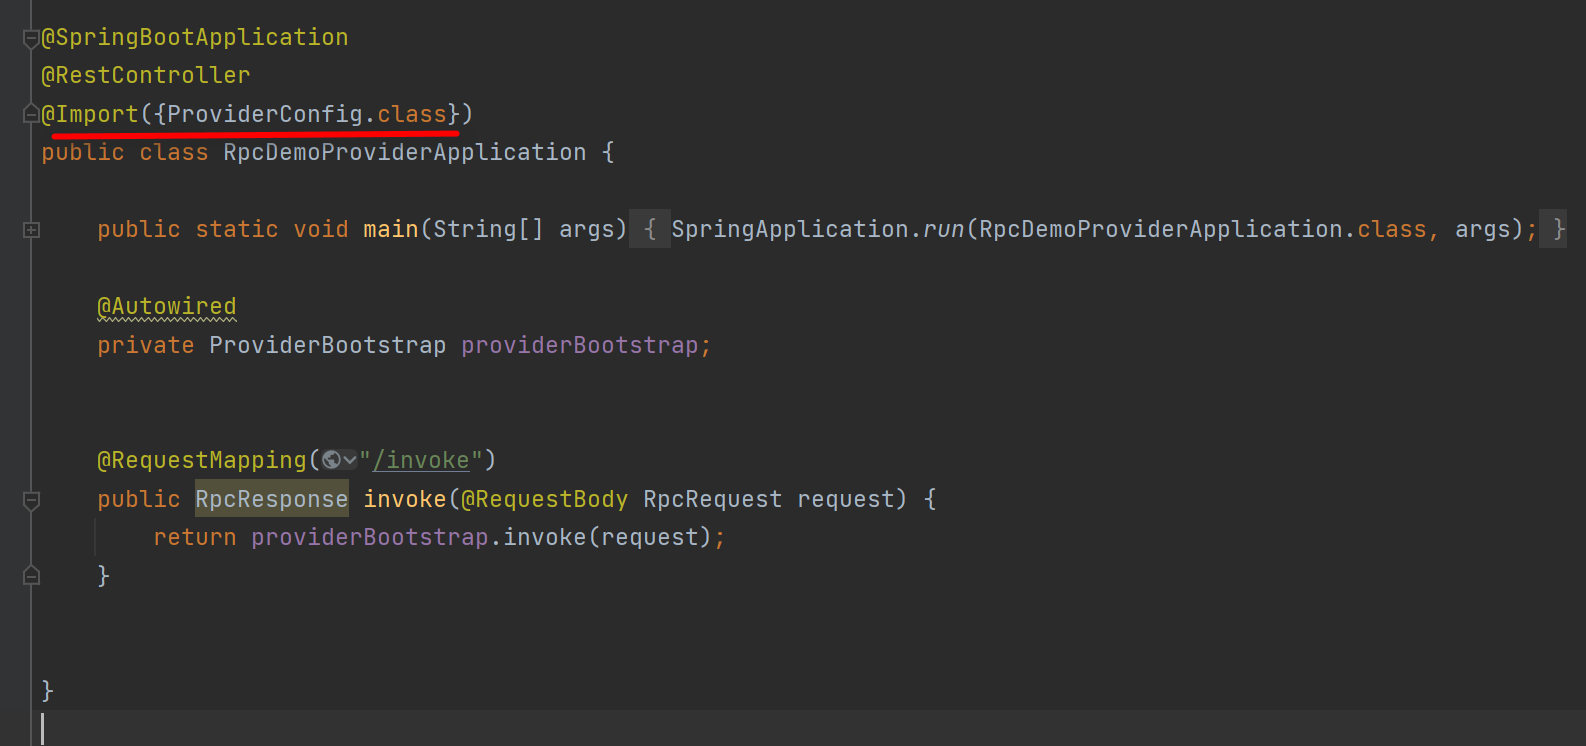 @SpringBootApplication
@RestController
@Import({ProviderConfig.class})
public class RpcDemoProviderApplication {
public static void main(String[] args) { SpringApplication.run(RpcDemoProviderApplication.class, args); }
@Autowired
private ProviderBootstrap providerBootstrap;
@RequestMapping("/invoke")
public RpcResponse invoke(@RequestBody RpcRequest request) {
return providerBootstrap.invoke(request);
}
}